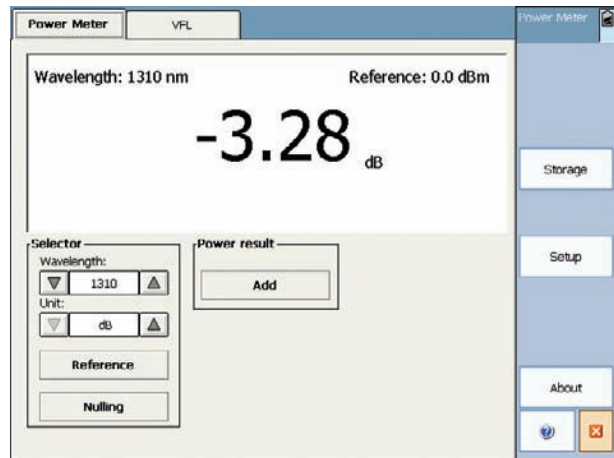 Power Meter
VFL
Power Meter
Wavelength: 1310 nm
Reference: 0.0 dBm
-3.28 dB
Storage
Selector
Wavelength:
1310
Unit:
dB
Reference
Nulling
Power result
Add
Setup
About